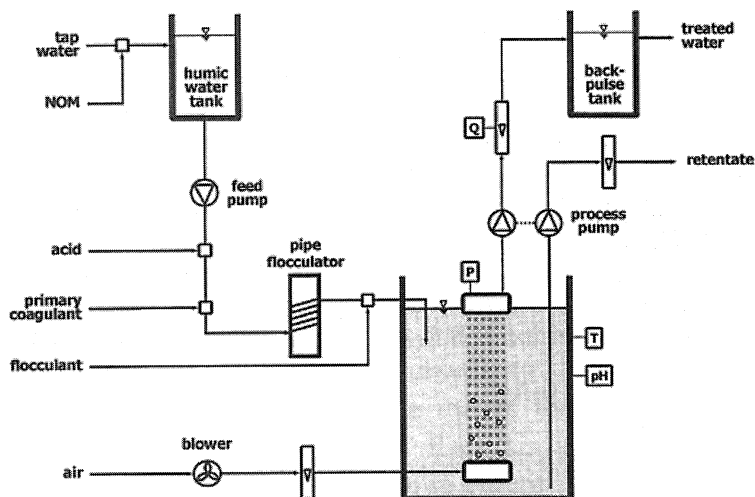 tap
water
NOM
humic
water
tank
feed
pump
acid
primary
coagulant
pipe
flocculator
flocculant
blower
air
Q
back-
pulse
tank
treated
water
retentate
process
pump
P
T
pH